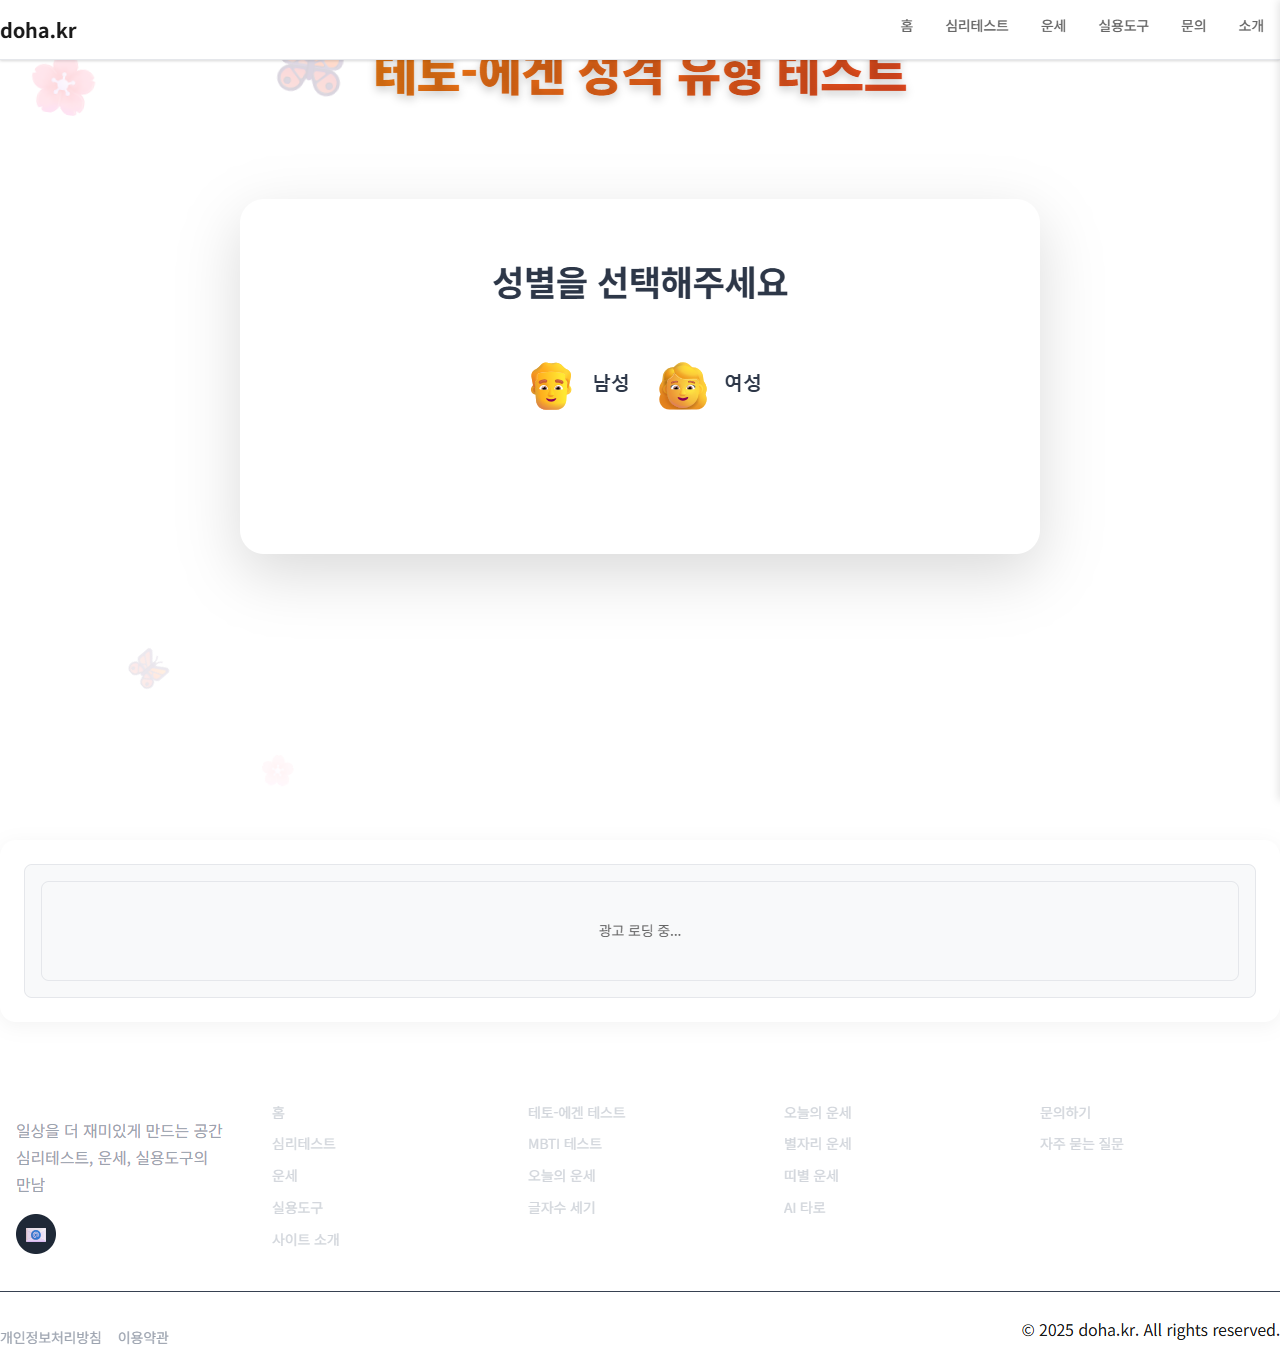 doha.kr
홈 심리테스트 운세 실용도구 문의 소개
테토-에겐 성격 유형 테스트
성별을 선택해주세요
남성 여성
광고 로딩 중...
일상을 더 재미있게 만드는 공간
심리테스트, 운세, 실용도구의
만남
홈
심리테스트
운세
실용도구
사이트 소개
테토-에겐 테스트
MBTI 테스트
오늘의 운세
글자수 세기
오늘의 운세
별자리 운세
띠별 운세
AI 타로
문의하기
자주 묻는 질문
개인정보처리방침 이용약관
© 2025 doha.kr. All rights reserved.